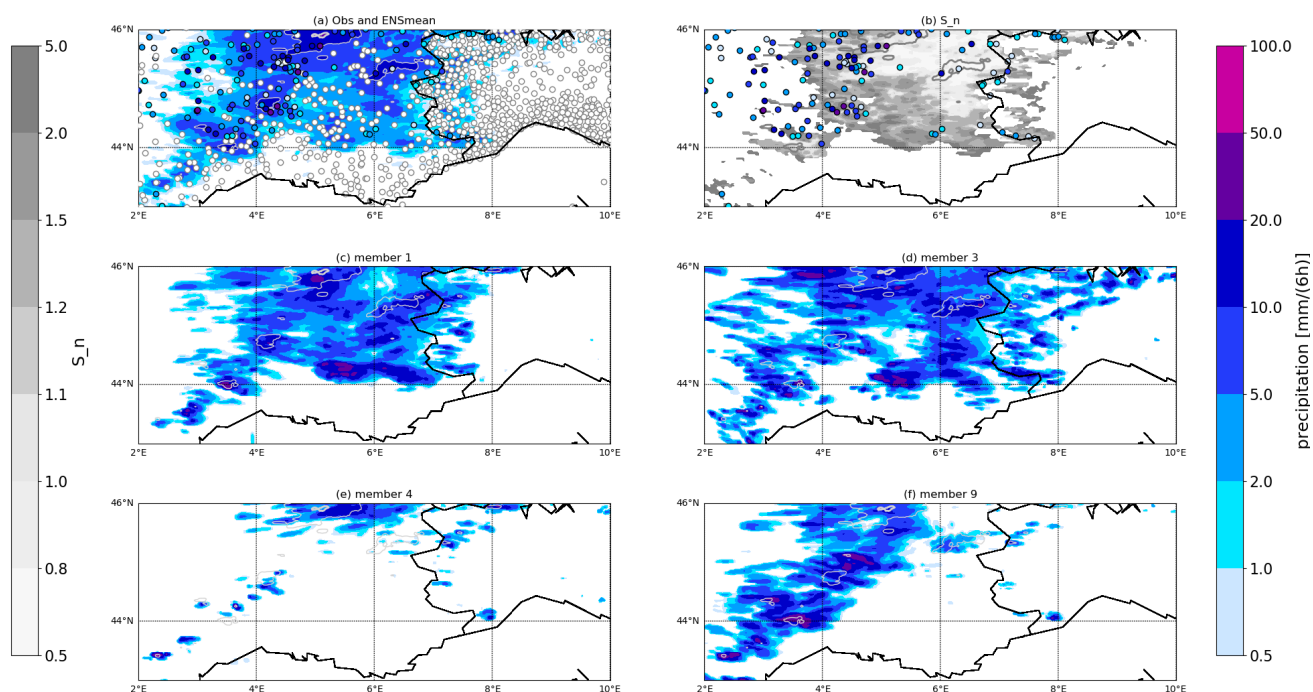 (a) Obs and ENSmean
(b) S_n
46°N
44°N
2°E 4°E 6°E 8°E 10°E
46°N
44°N
2°E 4°E 6°E 8°E 10°E
(c) member 1
(d) member 3
46°N
44°N
2°E 4°E 6°E 8°E 10°E
46°N
44°N
2°E 4°E 6°E 8°E 10°E
(e) member 4
(f) member 9
46°N
44°N
2°E 4°E 6°E 8°E 10°E
46°N
44°N
2°E 4°E 6°E 8°E 10°E
5.0
2.0
1.5
1.2
1.1
1.0
0.8
0.5
S_n
100.0
50.0
20.0
10.0
5.0
2.0
1.0
0.5
precipitation [mm/(6h)]